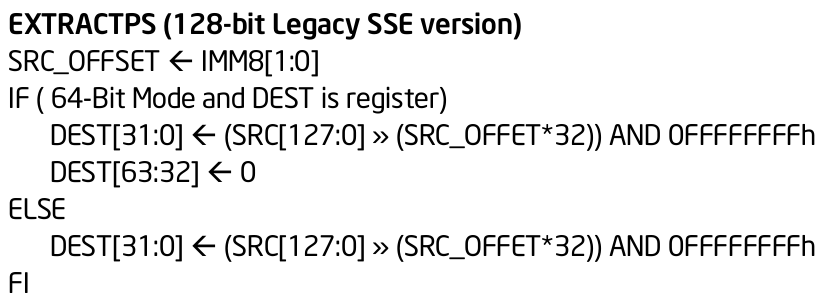 EXTRACTPS (128-bit Legacy SSE version)
SRC_OFFSET ← IMM8[1:0]
IF ( 64-Bit Mode and DEST is register)
DEST[31:0] ← (SRC[127:0] » (SRC_OFFET*32)) AND 0FFFFFFFFh
DEST[63:32] ← 0
ELSE
DEST[31:0] ← (SRC[127:0] » (SRC_OFFET*32)) AND 0FFFFFFFFh
FI